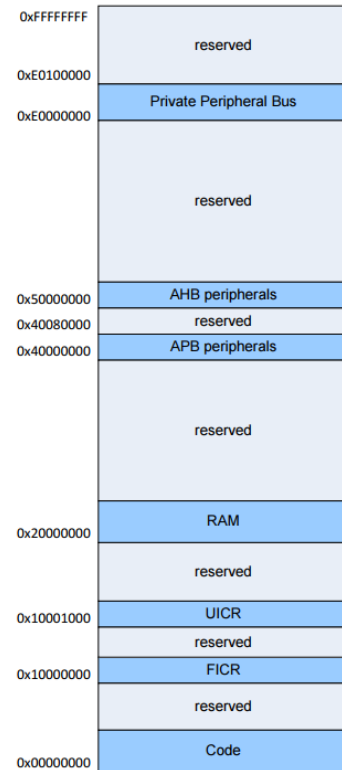 0xFFFFFFFF
reserved
0xE0100000
Private Peripheral Bus
0xE0000000
reserved
AHB peripherals
0x50000000
reserved
0x40080000
APB peripherals
0x40000000
reserved
RAM
0x20000000
reserved
UICR
0x10001000
reserved
FICR
0x10000000
reserved
Code
0x00000000